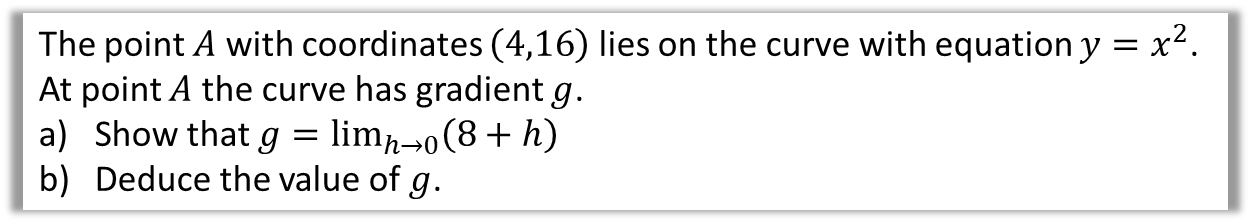 The point A with coordinates (4,16) lies on the curve with equation y = x².
At point A the curve has gradient g.
a) Show that g = limₕ→₀(8 + h)
b) Deduce the value of g.